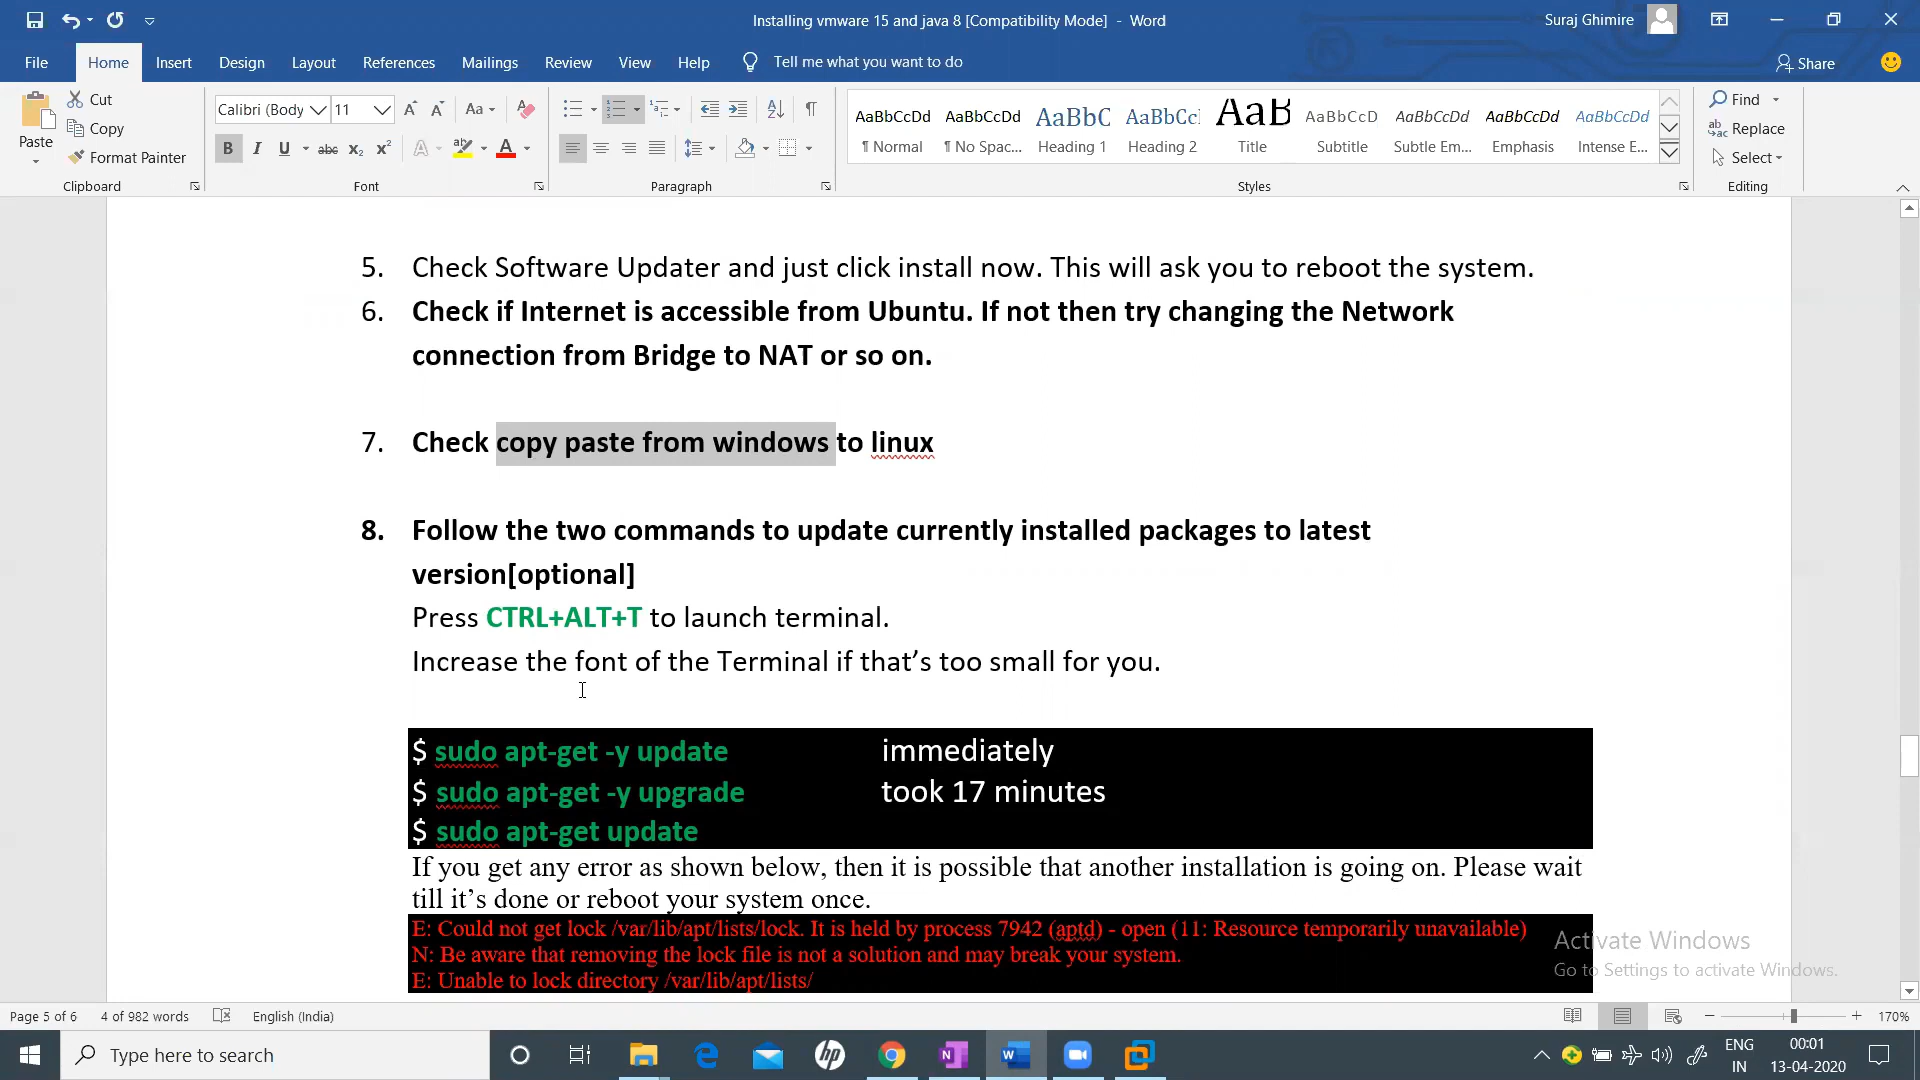 Installing vmware 15 and java 8 [Compatibility Mode] - Word
Suraj Ghimire
File Home Insert Design Layout References Mailings Review View Help Tell me what you want to do
Share
Paste
Cut
Copy
Format Painter
Clipboard
Calibri (Body 11
Font
Paragraph
AaBbCcDd AaBbCcDd AaBbC AaBbCc AaB AaBbCcD AaBbCcDd AaBbCcDd AaBbCcDd
¶ Normal ¶ No Spac... Heading 1 Heading 2 Title Subtitle Subtle Em... Emphasis Intense E...
Styles
Find
Replace
Select
Editing
5. Check Software Updater and just click install now. This will ask you to reboot the system.
6. Check if Internet is accessible from Ubuntu. If not then try changing the Network
connection from Bridge to NAT or so on.
7. Check copy paste from windows to linux
8. Follow the two commands to update currently installed packages to latest
version[optional]
Press CTRL+ALT+T to launch terminal.
Increase the font of the Terminal if that’s too small for you.
$ sudo apt-get -y update immediately
$ sudo apt-get -y upgrade took 17 minutes
$ sudo apt-get update
If you get any error as shown below, then it is possible that another installation is going on. Please wait
till it’s done or reboot your system once.
E: Could not get lock /var/lib/apt/lists/lock. It is held by process 7942 (aptd) - open (11: Resource temporarily unavailable)
N: Be aware that removing the lock file is not a solution and may break your system.
E: Unable to lock directory /var/lib/apt/lists/
Activate Windows
Go to Settings to activate Windows.
Page 5 of 6 4 of 982 words English (India) 170%
Type here to search
ENG
IN
00:01
13-04-2020